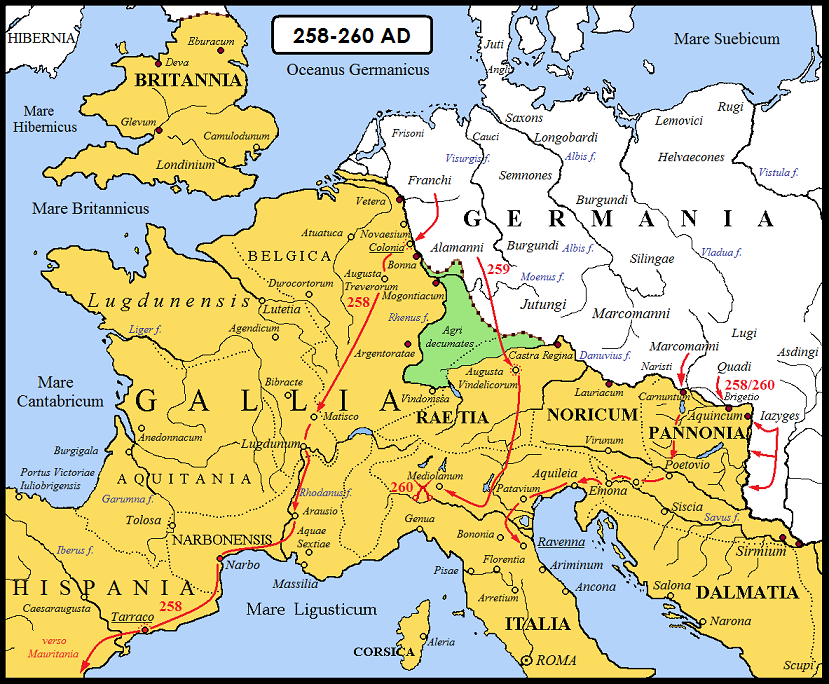 258-260 AD
HIBERNIA
Eburacum
Deva
BRITANNIA
Oceanus Germanicus
Mare Suebicum
Juti
Angli
Mare
Hibernicus
Glevum
Camulodunum
Londinium
Saxons
Rugi
Lemovici
Frisoni
Cauci
Longobardi
Visurgis f.
Albis f.
Helvaecones
Vistula f.
Semnones
Franchi
Burgundi
Mare Britannicus
Vetera
GERMANIA
Atuatuca
Novaesium
Colonia
Alamanni
Burgundi
Albis f.
Vladua f.
BELGICA
Bonna
259
Silingae
Augusta
Treverorum
Moenus f.
Durocortorum
Mogontiacum
Lugdunensis
258
Jutungi
Marcomanni
Lutetia
Rhenus f.
Liger f.
Agendicum
Agri
decumates
Lugi
Argentoratae
Castra Regina
Danuvius f.
Marcomanni
Asdingi
Naristi
Quadi
Augusta
Vindelicorum
258/260
Mare
Cantabricum
Bibracte
Vindomssa
Lauriacum
Carnuntum
Brigetio
GALLIA
Matisco
RAETIA
NORICUM
Aquincum
Iazyges
Anedonnacum
PANNONIA
Lugdunum
Virunum
Burgigala
Poetovio
Portus Victoriae
Iuliobrigensis
AQUITANIA
Mediolanum
Aquileia
260
Patavium
Emona
Garumna f.
Rhodanus f.
Siscia
Arausio
Savus f.
Tolosa
Genua
Iberus f.
NARBONENSIS
Aquae
Sextiae
Bononia
Ravenna
Sirmium
Narbo
Florentia
Ariminum
HISPANIA
Massilia
Pisae
Salona
DALMATIA
Caesaraugusta
258
Mare Ligusticum
Arretium
Ancona
Tarraco
Narona
ITALIA
verso
Mauritania
Aleria
CORSICA
ROMA
Scupi